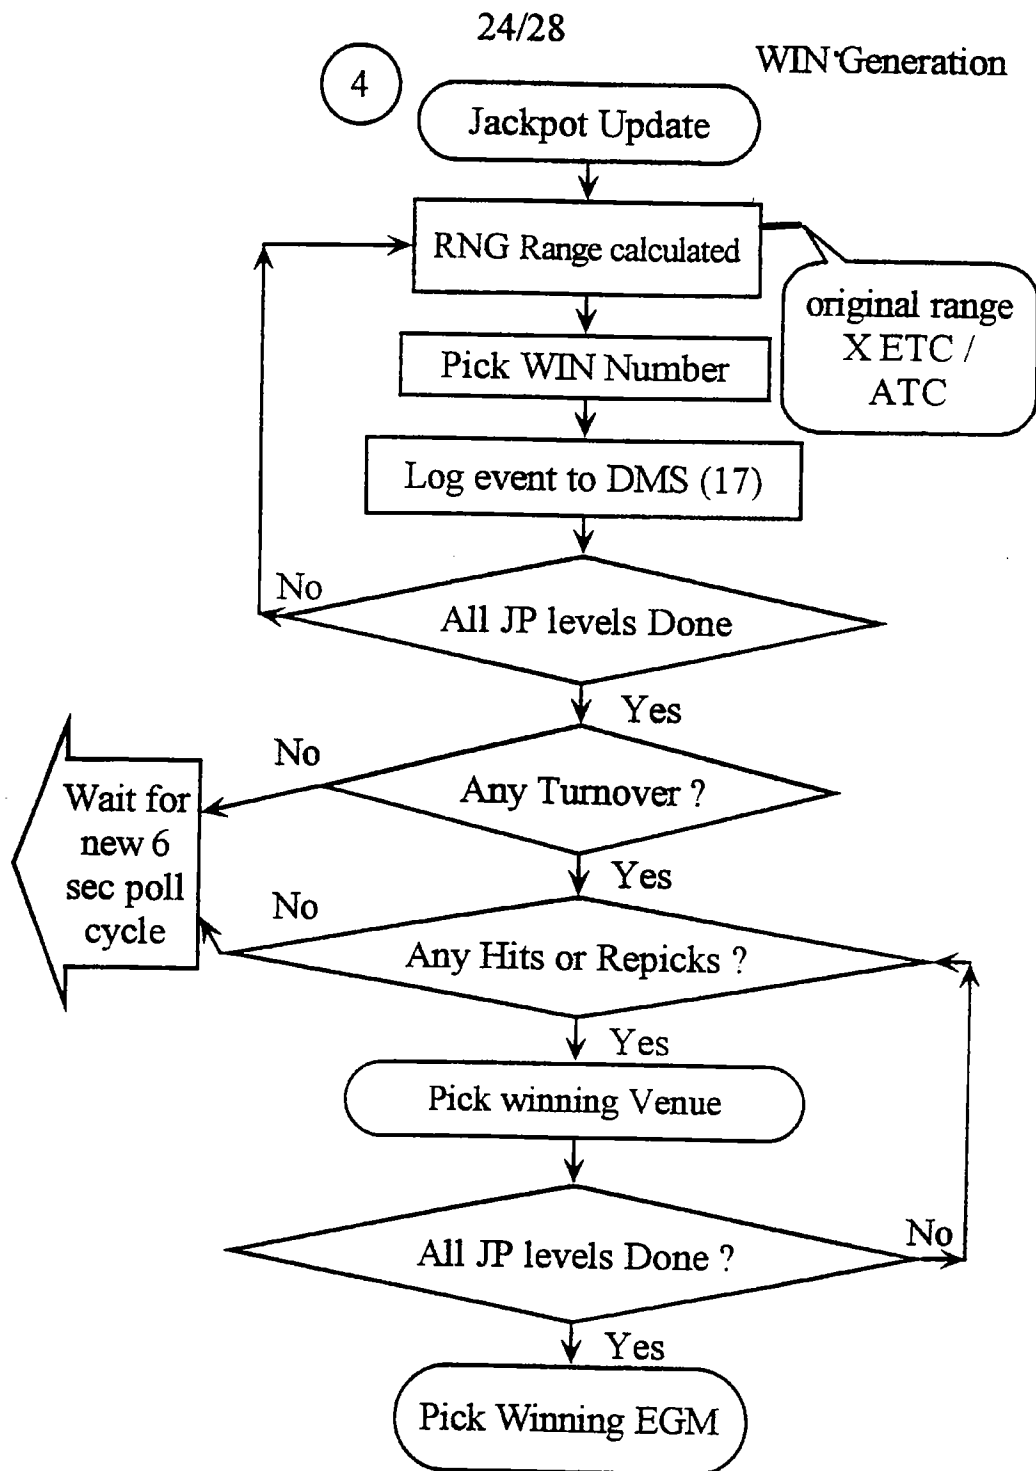 24/28
WIN Generation
4
Jackpot Update
RNG Range calculated
original range
X ETC /
ATC
Pick WIN Number
Log event to DMS (17)
No
All JP levels Done
Yes
No
Any Turnover ?
Wait for
new 6
sec poll
cycle
Yes
No
Any Hits or Repicks ?
Yes
Pick winning Venue
No
All JP levels Done ?
Yes
Pick Winning EGM